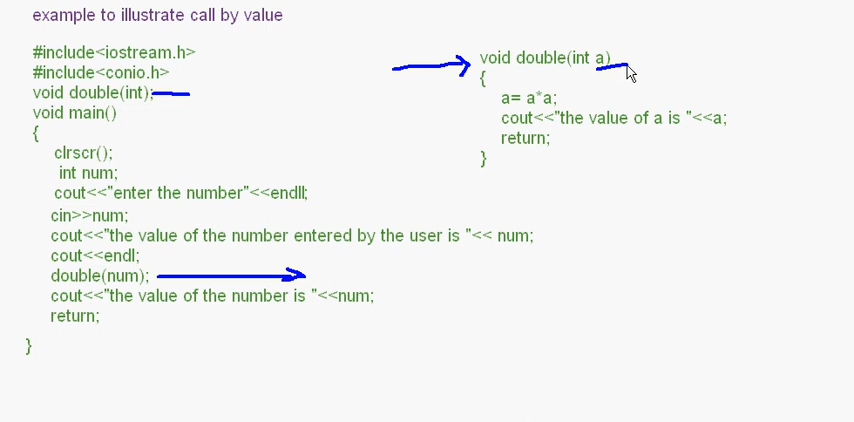 example to illustrate call by value
#include<iostream.h>
#include<conio.h>
void double(int);
void main()
{
clrscr();
int num;
cout<<"enter the number"<<endll;
cin>>num;
cout<<"the value of the number entered by the user is "<< num;
cout<<endl;
double(num);
cout<<"the value of the number is "<<num;
return;
}
void double(int a)
{
a= a*a;
cout<<"the value of a is "<<a;
return;
}